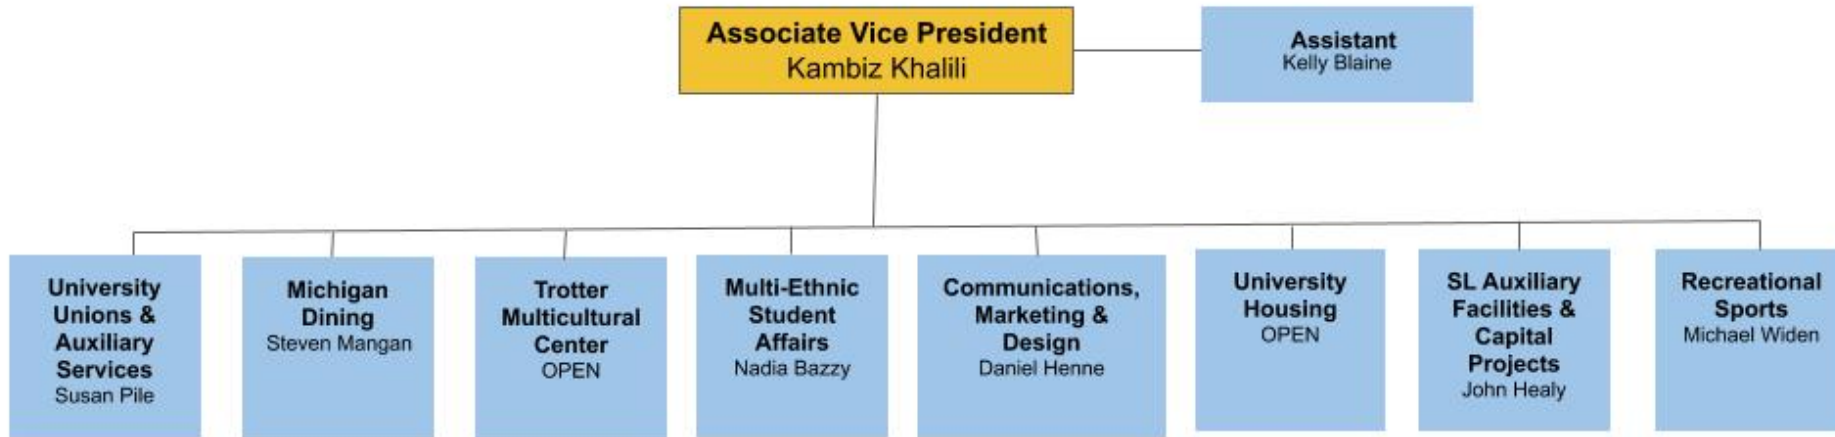 Associate Vice President
Kambiz Khalili
Assistant
Kelly Blaine
University
Unions &
Auxiliary
Services
Susan Pile
Michigan
Dining
Steven Mangan
Trotter
Multicultural
Center
OPEN
Multi-Ethnic
Student
Affairs
Nadia Bazzy
Communications,
Marketing &
Design
Daniel Henne
University
Housing
OPEN
SL Auxiliary
Facilities &
Capital
Projects
John Healy
Recreational
Sports
Michael Widen